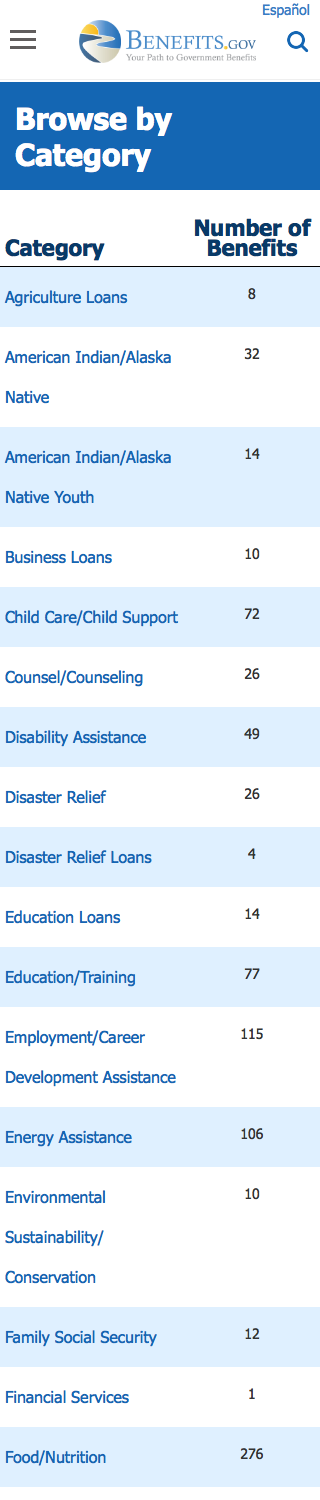 Español
BENEFITS.GOV
Your Path to Government Benefits
Browse by
Category
Number of
Benefits
Category
Agriculture Loans 8
American Indian/Alaska 32
Native
American Indian/Alaska 14
Native Youth
Business Loans 10
Child Care/Child Support 72
Counsel/Counseling 26
Disability Assistance 49
Disaster Relief 26
Disaster Relief Loans 4
Education Loans 14
Education/Training 77
Employment/Career 115
Development Assistance
Energy Assistance 106
Environmental 10
Sustainability/
Conservation
Family Social Security 12
Financial Services 1
Food/Nutrition 276